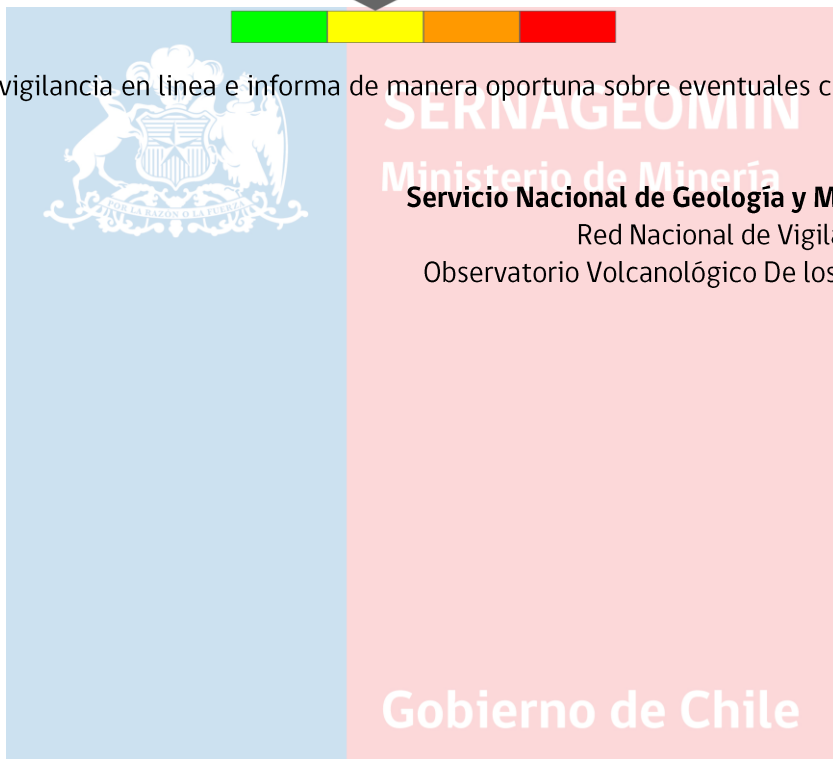 vigilancia en linea e informa de manera oportuna sobre eventuales c
SERNAGEOMIN
Ministerio de Minería
Servicio Nacional de Geología y M
Red Nacional de Vigila
Observatorio Volcanológico De los
POR LA RAZÓN O LA FUERZA
Gobierno de Chile